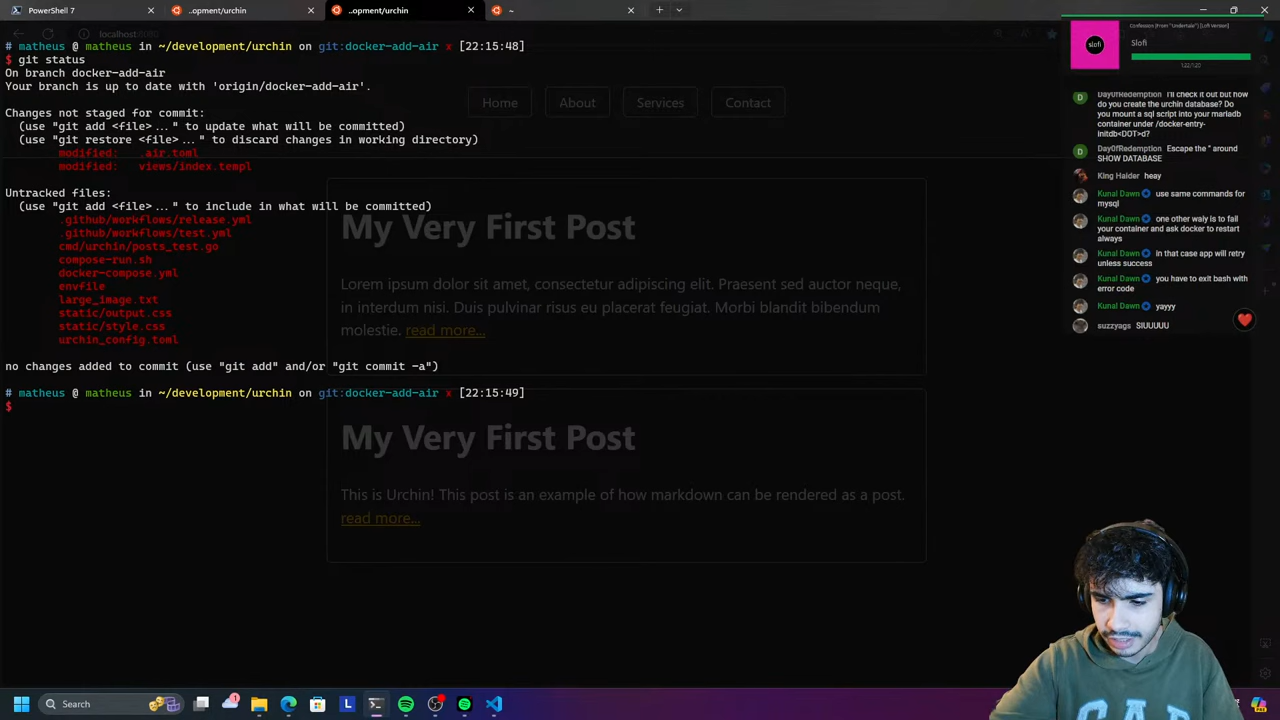 PowerShell 7
..opment/urchin
..opment/urchin
~
localhost:8080
# matheus @ matheus in ~/development/urchin on git:docker-add-air x [22:15:48]
$ git status
On branch docker-add-air
Your branch is up to date with 'origin/docker-add-air'.
Changes not staged for commit:
(use "git add <file>..." to update what will be committed)
(use "git restore <file>..." to discard changes in working directory)
modified: .air.toml
modified: views/index.templ
Untracked files:
(use "git add <file>..." to include in what will be committed)
.github/workflows/release.yml
.github/workflows/test.yml
cmd/urchin/posts_test.go
compose-run.sh
docker-compose.yml
envfile
large_image.txt
static/output.css
static/style.css
urchin_config.toml
no changes added to commit (use "git add" and/or "git commit -a")
# matheus @ matheus in ~/development/urchin on git:docker-add-air x [22:15:49]
$
Home
About
Services
Contact
My Very First Post
Lorem ipsum dolor sit amet, consectetur adipiscing elit. Praesent sed auctor neque,
in interdum orci. Duis pulvinar risus eu placerat feugiat. Morbi blandit bibendum
molestie. read more...
My Very First Post
This is Urchin! This post is an example of how markdown can be rendered as a post.
read more...
Confession (From "Undertale") [Lofi Version]
slofi
Slofi
DayOfRedemption I'll check it out but how
do you create the urchin database? Do
you mount a sql script into your mariadb
container under /docker-entry-
initdb<DOT>d?
DayOfRedemption Escape the " around
SHOW DATABASE
King Haider heay
Kunal Dawn use same commands for
mysql
Kunal Dawn one other waiy is to fail
your container and ask docker to restart
always
Kunal Dawn in that case app will retry
unless success
Kunal Dawn you have to exit bash with
error code
Kunal Dawn yayyy
suzzyags SIUUUUU
GAP
Search
1
L